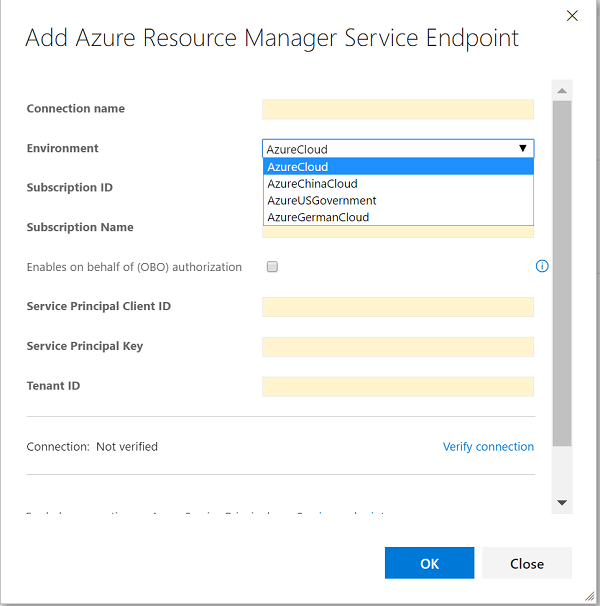 Add Azure Resource Manager Service Endpoint
Connection name
Environment
AzureCloud
AzureCloud
AzureChinaCloud
AzureUSGovernment
AzureGermanCloud
Subscription ID
Subscription Name
Enables on behalf of (OBO) authorization
Service Principal Client ID
Service Principal Key
Tenant ID
Connection: Not verified
Verify connection
OK
Close